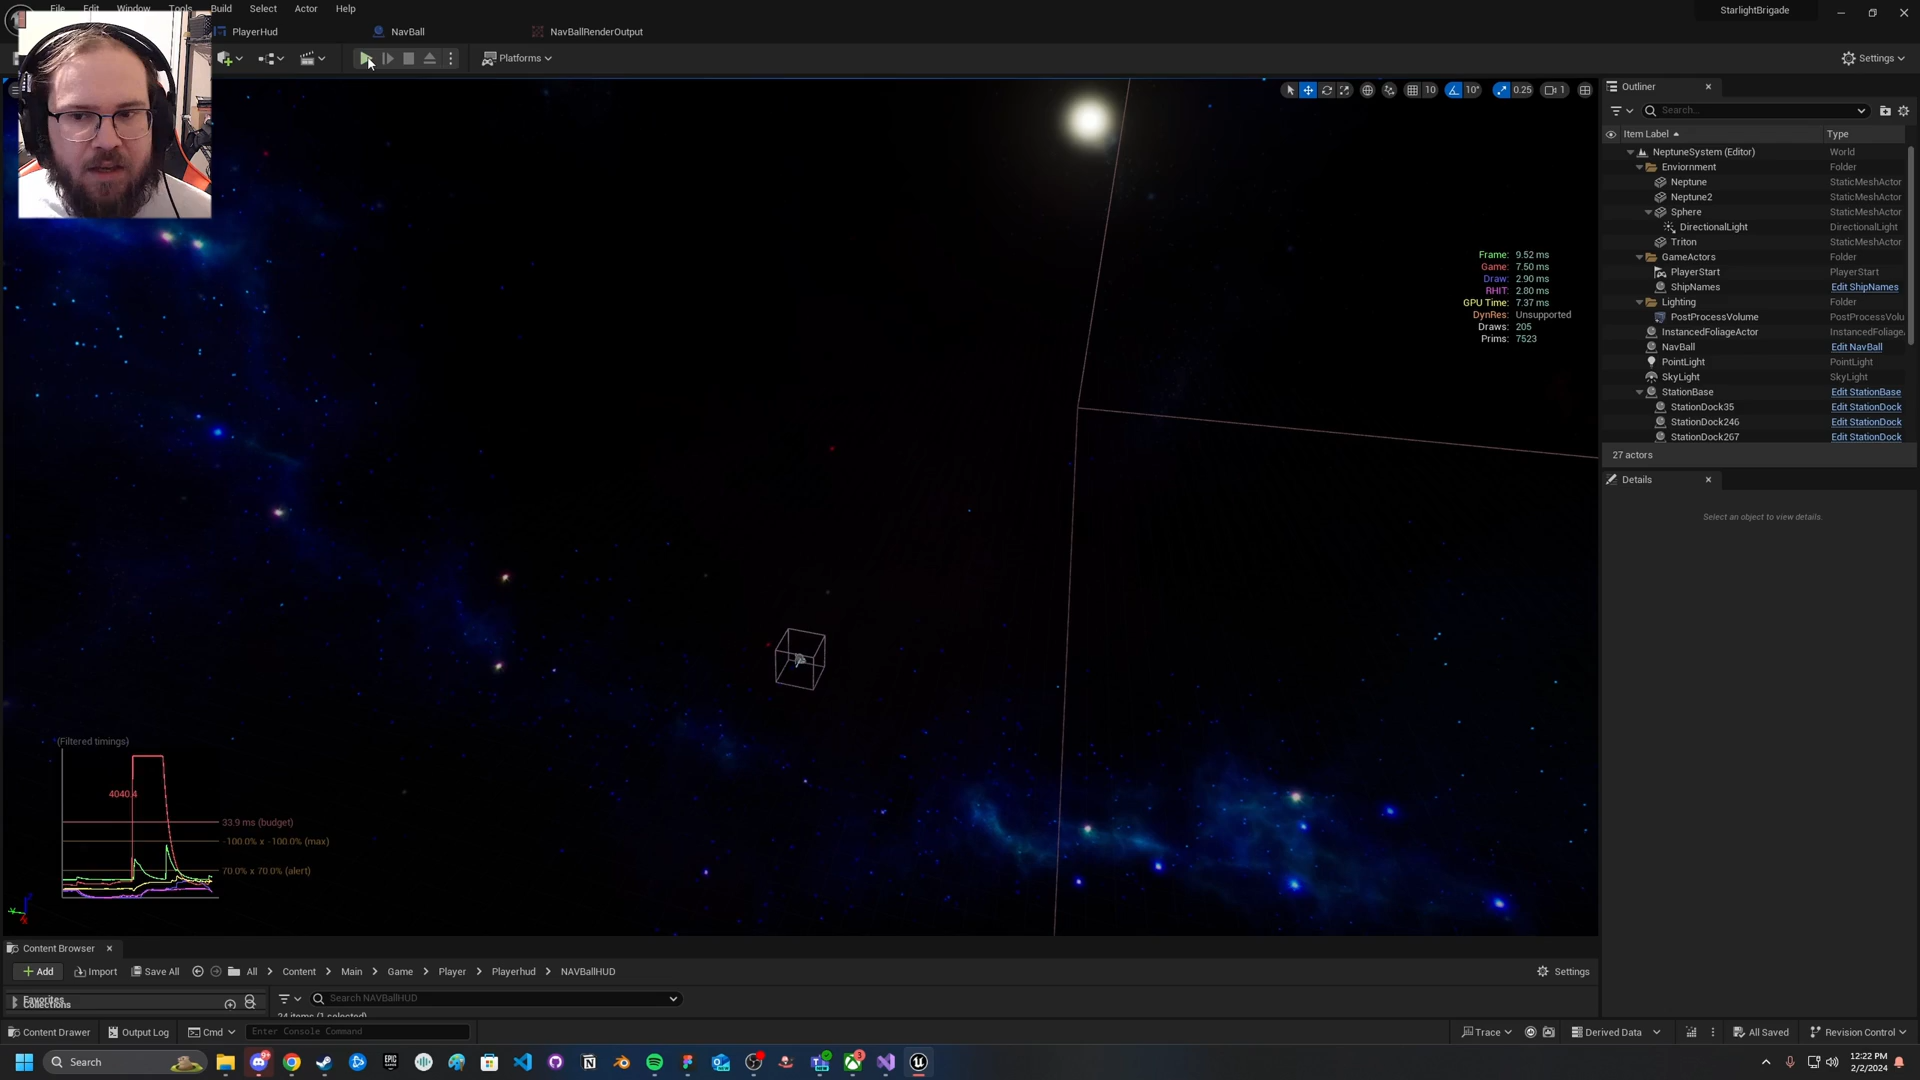 File Edit Window Tools Build Select Actor Help
StarlightBrigade
PlayerHud
NavBall
NavBallRenderOutput
Platforms
Settings
10
10°
0.25
1
Frame: 9.52 ms
Game: 7.50 ms
Draw: 2.90 ms
RHIT: 2.80 ms
GPU Time: 7.37 ms
DynRes: Unsupported
Draws: 205
Prims: 7523
(Filtered timings)
4040.4
33.9 ms (budget)
-100.0% x -100.0% (max)
70.0% x 70.0% (alert)
Outliner
Search...
Item Label Type
NeptuneSystem (Editor) World
Enviornment Folder
Neptune StaticMeshActor
Neptune2 StaticMeshActor
Sphere StaticMeshActor
DirectionalLight DirectionalLight
Triton StaticMeshActor
GameActors Folder
PlayerStart PlayerStart
ShipNames Edit ShipNames
Lighting Folder
PostProcessVolume PostProcessVolu
InstancedFoliageActor InstancedFoliage
NavBall Edit NavBall
PointLight PointLight
SkyLight SkyLight
StationBase Edit StationBase
StationDock35 Edit StationDock
StationDock246 Edit StationDock
StationDock267 Edit StationDock
27 actors
Details
Select an object to view details.
Content Browser
Add Import Save All All > Content > Main > Game > Player > Playerhud > NAVBallHUD Settings
Favorites
Collections
Search NAVBallHUD
24 items (1 selected)
Content Drawer Output Log Cmd Enter Console Command Trace Derived Data All Saved Revision Control
Search
12:22 PM
2/2/2024